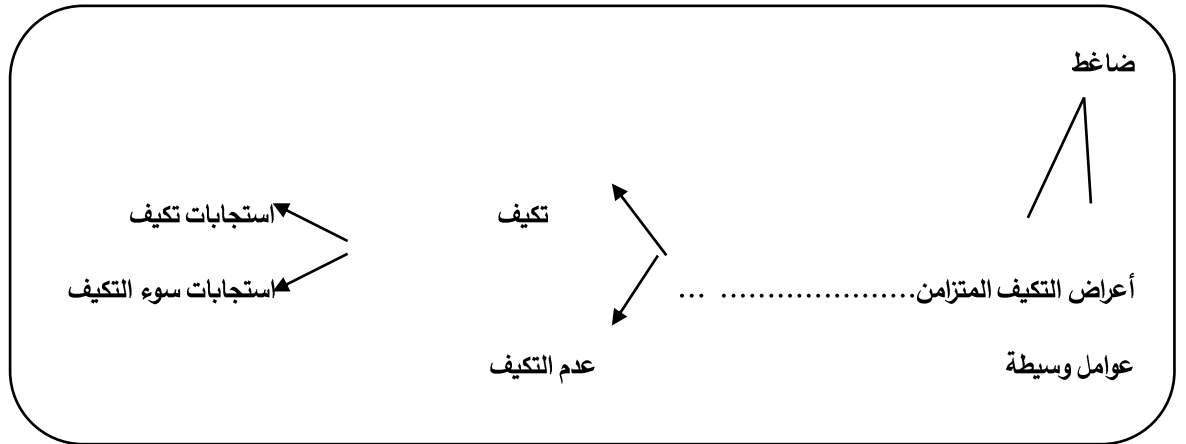 ضاغط
تكيف
استجابات تكيف
أعراض التكيف المتزامن..................... ...
استجابات سوء التكيف
عوامل وسيطة
عدم التكيف